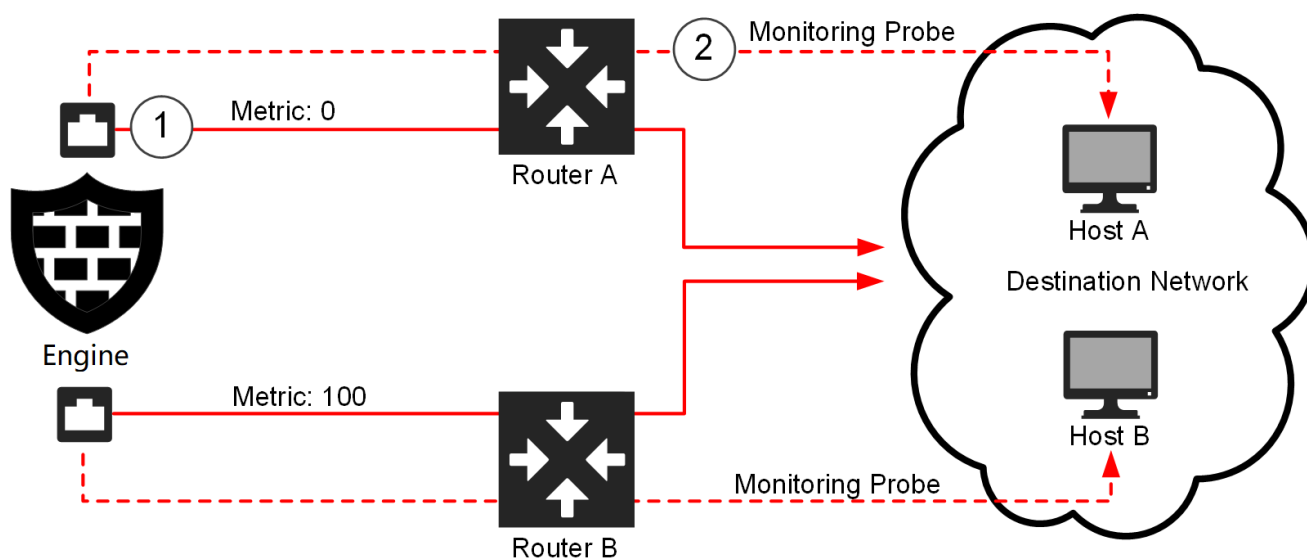 2
Monitoring Probe
1
Metric: 0
Router A
Host A
Destination Network
Engine
Metric: 100
Host B
Monitoring Probe
Router B